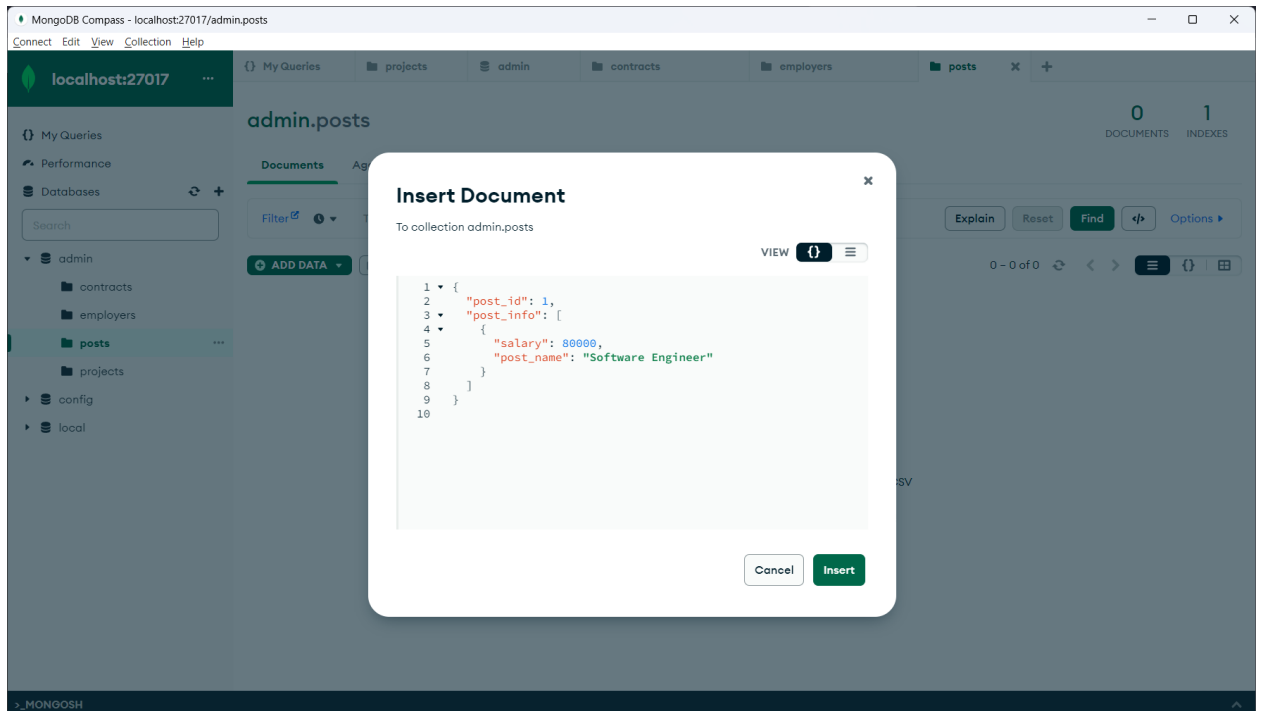 MongoDB Compass - localhost:27017/admin.posts
Connect Edit View Collection Help
localhost:27017 ...
{} My Queries projects admin contracts employers posts
My Queries
Performance
Databases
Search
admin
contracts
employers
posts ...
projects
config
local
admin.posts
0 DOCUMENTS 1 INDEXES
Documents
Filter
Explain Reset Find </> Options
ADD DATA
0 – 0 of 0
{}
Insert Document
To collection admin.posts
VIEW {}
1 {
2 "post_id": 1,
3 "post_info": [
4 {
5 "salary": 80000,
6 "post_name": "Software Engineer"
7 }
8 ]
9 }
10
Cancel Insert
>_MONGOSH